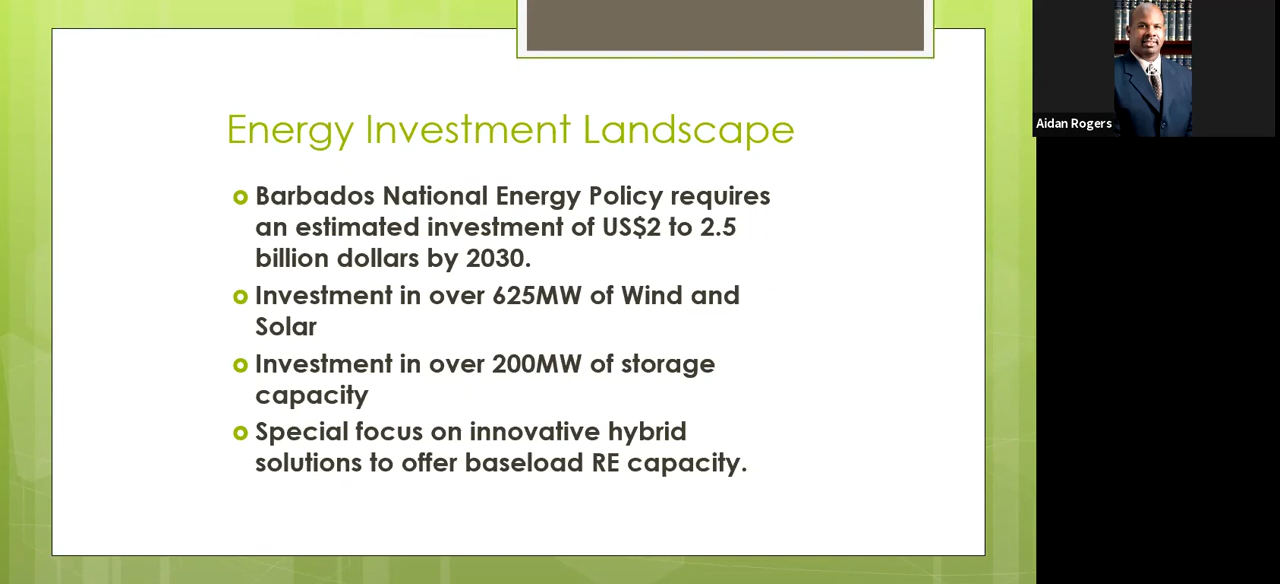 Energy Investment Landscape
Barbados National Energy Policy requires
an estimated investment of US$2 to 2.5
billion dollars by 2030.
Investment in over 625MW of Wind and
Solar
Investment in over 200MW of storage
capacity
Special focus on innovative hybrid
solutions to offer baseload RE capacity.
Aidan Rogers